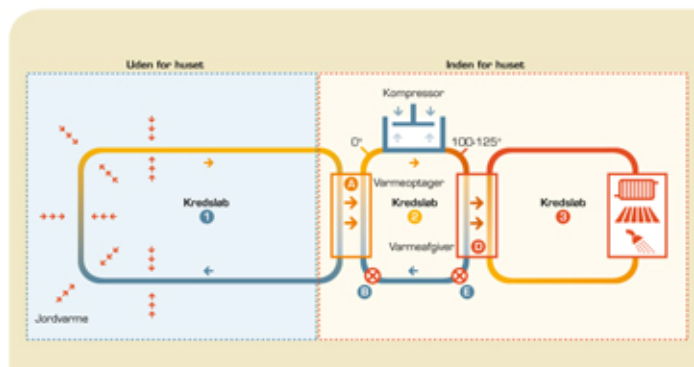 Uden for huset
Inden for huset
Kompressor
0°
100-125°
A
Varmeoptager
Kredsløb
1
Kredsløb
2
Kredsløb
3
Varmeafgiver
D
B
E
Jordvarme